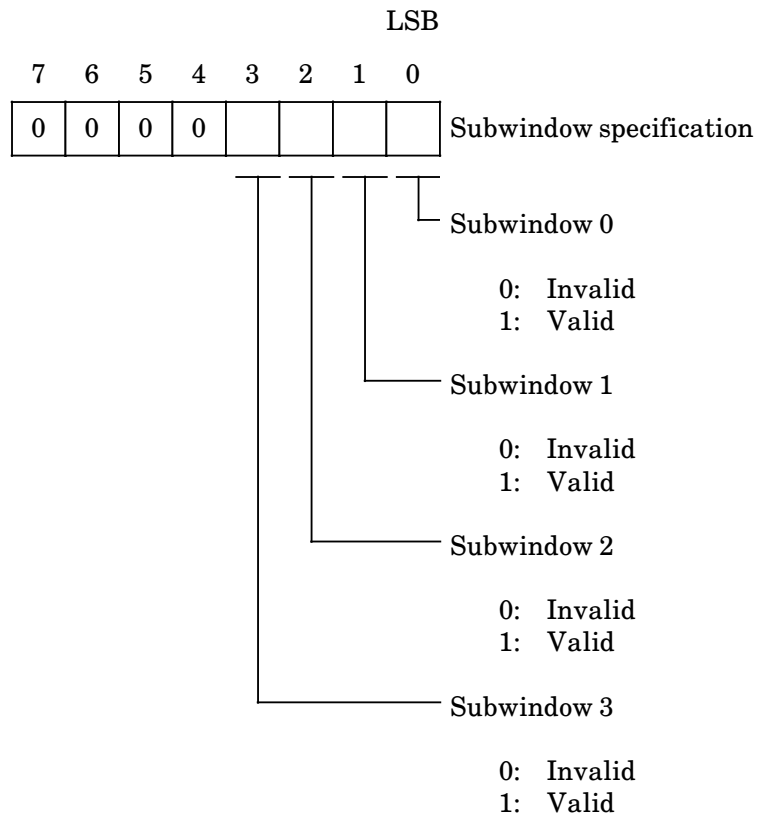 LSB
7 6 5 4 3 2 1 0
0 0 0 0 Subwindow specification
Subwindow 0
0: Invalid
1: Valid
Subwindow 1
0: Invalid
1: Valid
Subwindow 2
0: Invalid
1: Valid
Subwindow 3
0: Invalid
1: Valid